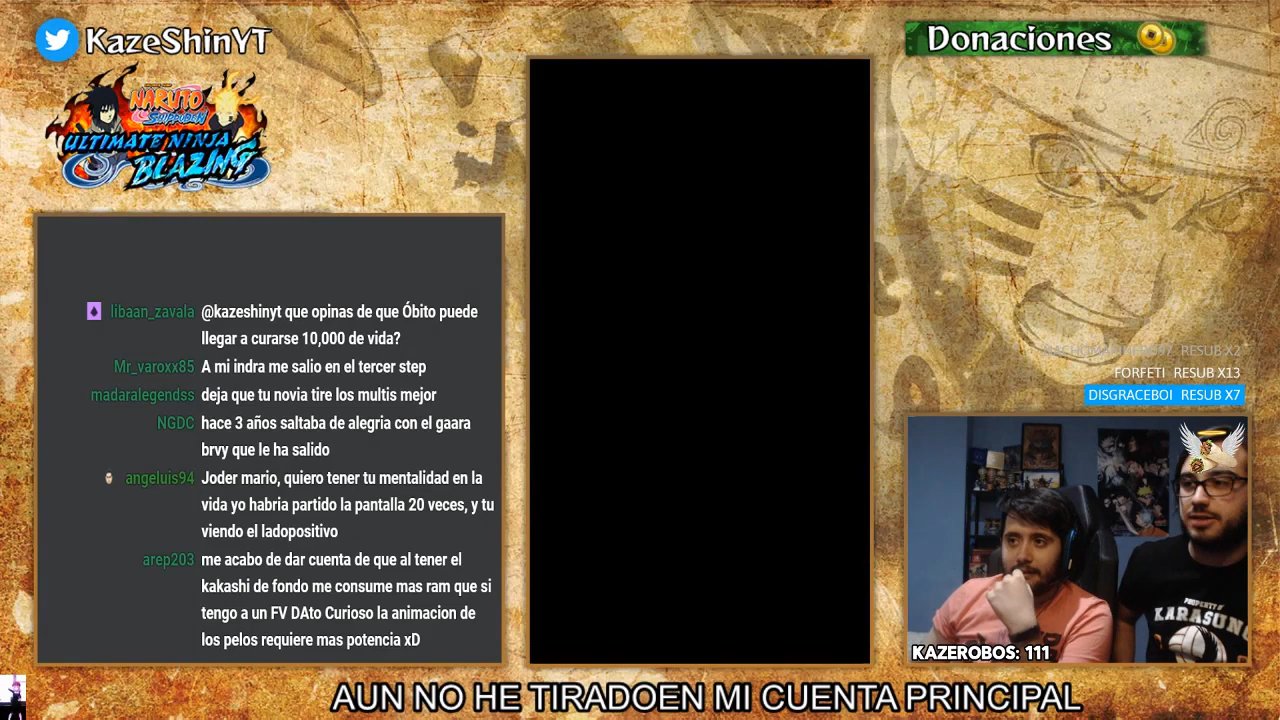 KazeShinYT
Donaciones
NARUTO
SHIPPUDEN
ULTIMATE NINJA
BLAZING
libaan_zavala @kazeshinyt que opinas de que Óbito puede
llegar a curarse 10,000 de vida?
Mr_varoxx85 A mi indra me salio en el tercer step
madaralegendss deja que tu novia tire los multis mejor
NGDC hace 3 años saltaba de alegria con el gaara
brvy que le ha salido
angeluis94 Joder mario, quiero tener tu mentalidad en la
vida yo habria partido la pantalla 20 veces, y tu
viendo el ladopositivo
arep203 me acabo de dar cuenta de que al tener el
kakashi de fondo me consume mas ram que si
tengo a un FV DAto Curioso la animacion de
los pelos requiere mas potencia xD
RESUB X2
FORFETI RESUB X13
DISGRACEBOI RESUB X7
PROPERTY OF
KARASUNO
KAZEROBOS: 111
AUN NO HE TIRADOEN MI CUENTA PRINCIPAL